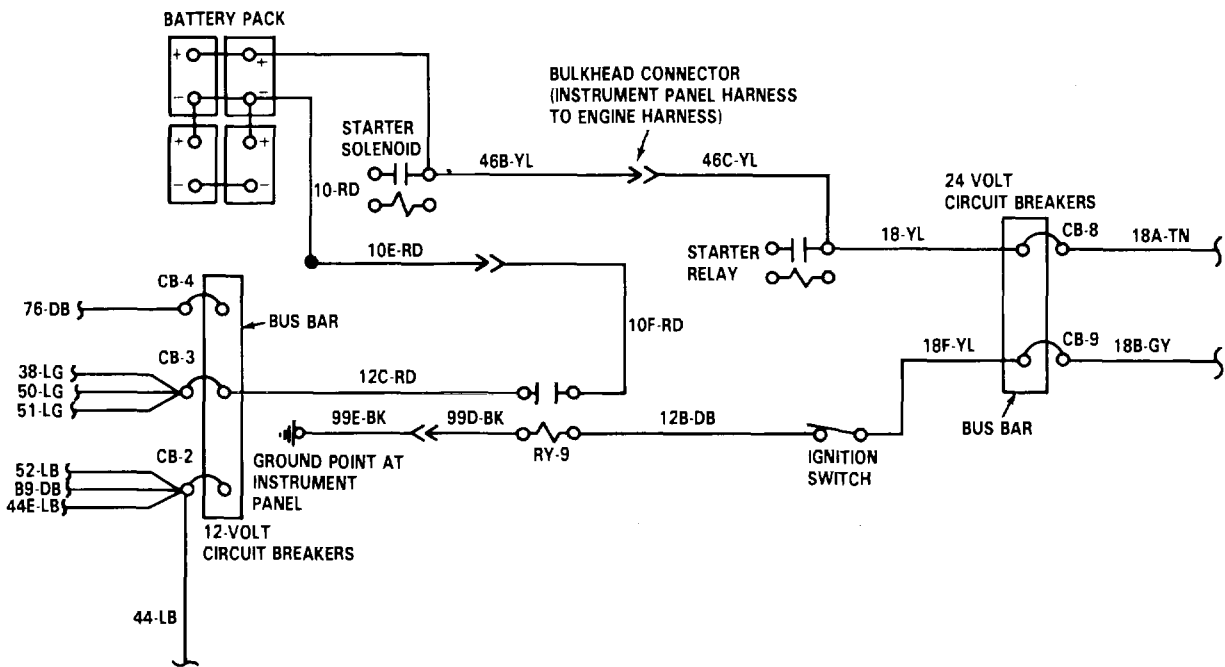 BATTERY PACK
+
+
-
-
+
+
-
-
STARTER
SOLENOID
BULKHEAD CONNECTOR
(INSTRUMENT PANEL HARNESS
TO ENGINE HARNESS)
46B-YL
46C-YL
10-RD
24 VOLT
CIRCUIT BREAKERS
CB-8
18-YL
18A-TN
STARTER
RELAY
10E-RD
CB-4
76-DB
BUS BAR
10F-RD
CB-3
18F-YL
CB-9
18B-GY
38-LG
50-LG
51-LG
12C-RD
99E-BK
99D-BK
12B-DB
BUS BAR
RY-9
IGNITION
SWITCH
CB-2
GROUND POINT AT
INSTRUMENT
PANEL
52-LB
B9-DB
44E-LB
12-VOLT
CIRCUIT BREAKERS
44-LB